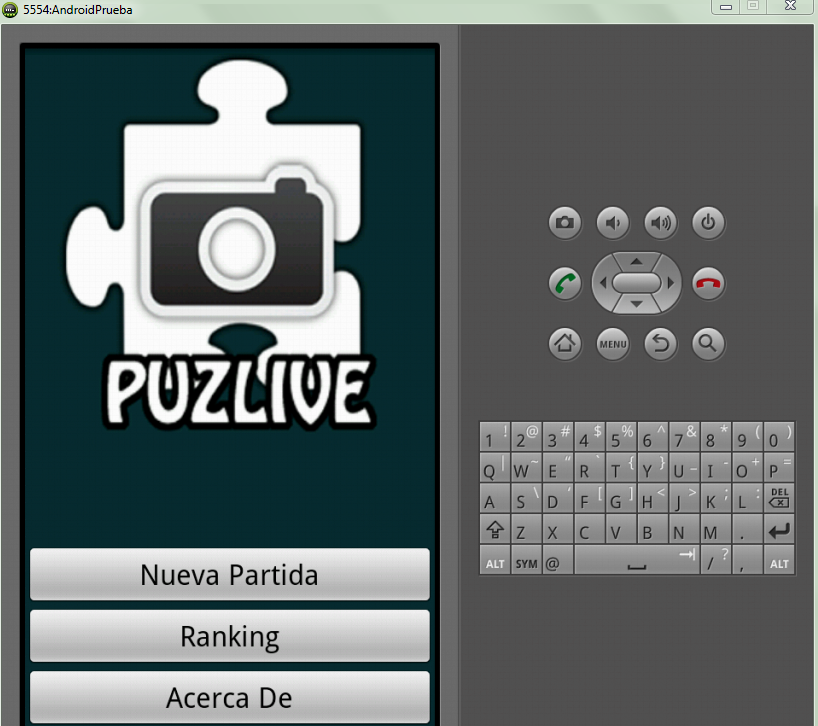 5554:AndroidPrueba
PUZLIVE
Nueva Partida
Ranking
Acerca De
MENU
1 ! 2 @ 3 # 4 $ 5 % 6 ^ 7 & 8 * 9 ( 0 )
Q | W ~ E “ R ` T { Y } U _ I - O + P =
A S \ D ‘ F [ G ] H < J > K ; L : DEL
Z X C V B N M .
ALT SYM @ / ? , ALT